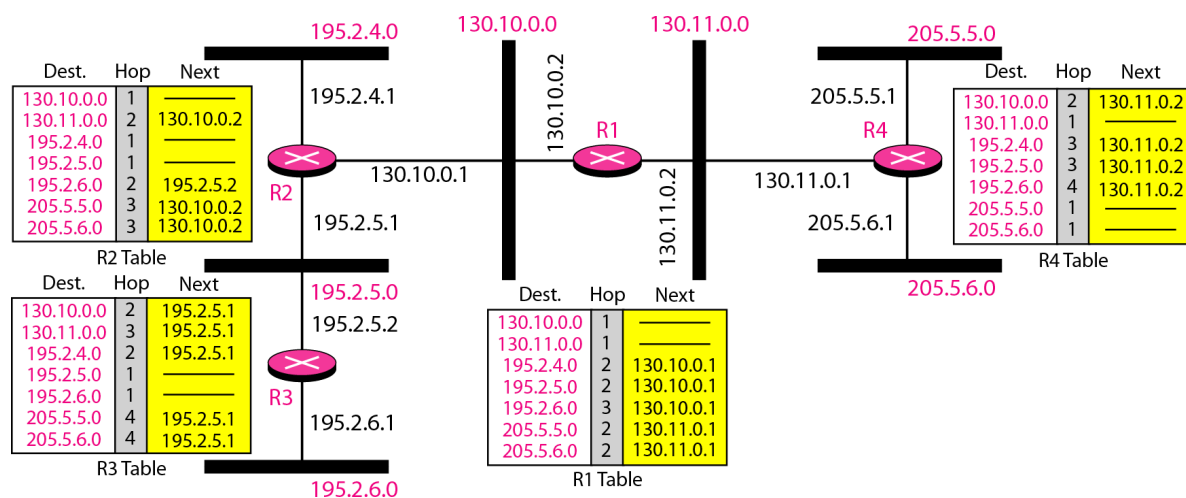 195.2.4.0
130.10.0.0
130.11.0.0
205.5.5.0
Dest. Hop Next
130.10.0.0 1
130.11.0.0 2 130.10.0.2
195.2.4.0 1
195.2.5.0 1
195.2.6.0 2 195.2.5.2
205.5.5.0 3 130.10.0.2
205.5.6.0 3 130.10.0.2
R2 Table
195.2.4.1
R2
130.10.0.1
195.2.5.1
130.10.0.2
R1
130.11.0.2
130.11.0.1
205.5.5.1
R4
205.5.6.1
205.5.6.0
Dest. Hop Next
130.10.0.0 2 130.11.0.2
130.11.0.0 1
195.2.4.0 3 130.11.0.2
195.2.5.0 3 130.11.0.2
195.2.6.0 4 130.11.0.2
205.5.5.0 1
205.5.6.0 1
R4 Table
Dest. Hop Next
130.10.0.0 2 195.2.5.1
130.11.0.0 3 195.2.5.1
195.2.4.0 2 195.2.5.1
195.2.5.0 1
195.2.6.0 1
205.5.5.0 4 195.2.5.1
205.5.6.0 4 195.2.5.1
R3 Table
195.2.5.0
195.2.5.2
R3
195.2.6.1
195.2.6.0
Dest. Hop Next
130.10.0.0 1
130.11.0.0 1
195.2.4.0 2 130.10.0.1
195.2.5.0 2 130.10.0.1
195.2.6.0 3 130.10.0.1
205.5.5.0 2 130.11.0.1
205.5.6.0 2 130.11.0.1
R1 Table